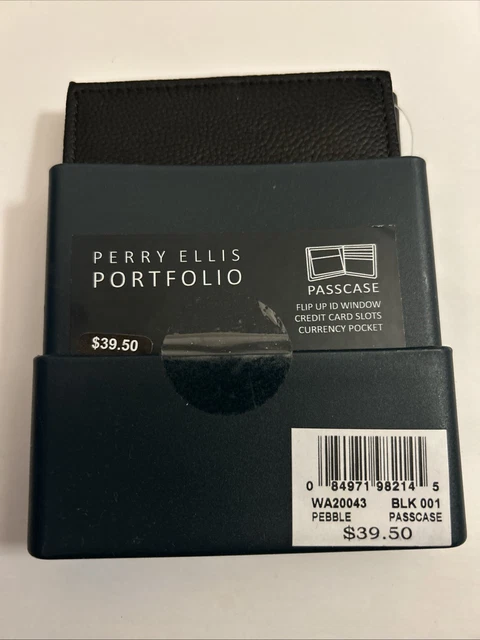 PERRY ELLIS
PORTFOLIO
PASSCASE
FLIP UP ID WINDOW
CREDIT CARD SLOTS
CURRENCY POCKET
$39.50
0 84971 98214 5
WA20043 BLK 001
PEBBLE PASSCASE
$39.50